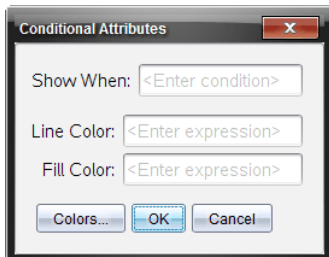 Conditional Attributes
Show When: <Enter condition>
Line Color: <Enter expression>
Fill Color: <Enter expression>
Colors... OK Cancel